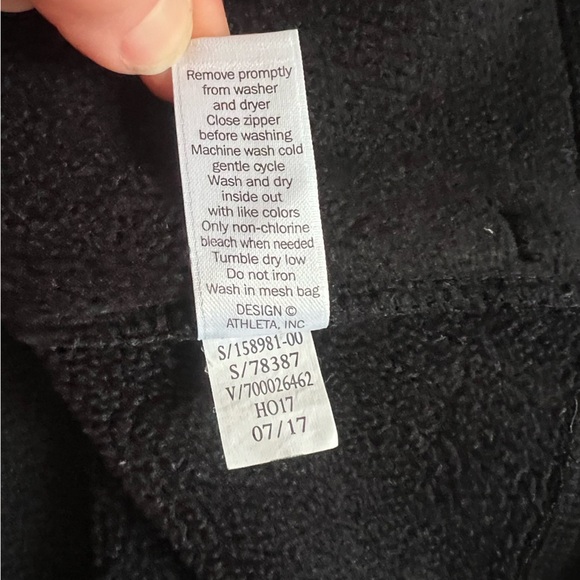 Remove promptly
from washer
and dryer
Close zipper
before washing
Machine wash cold
gentle cycle
Wash and dry
inside out
with like colors
Only non-chlorine
bleach when needed
Tumble dry low
Do not iron
Wash in mesh bag
DESIGN ©
ATHLETA, INC
S/158981-00
S/78387
V/700026462
HO17
07/17